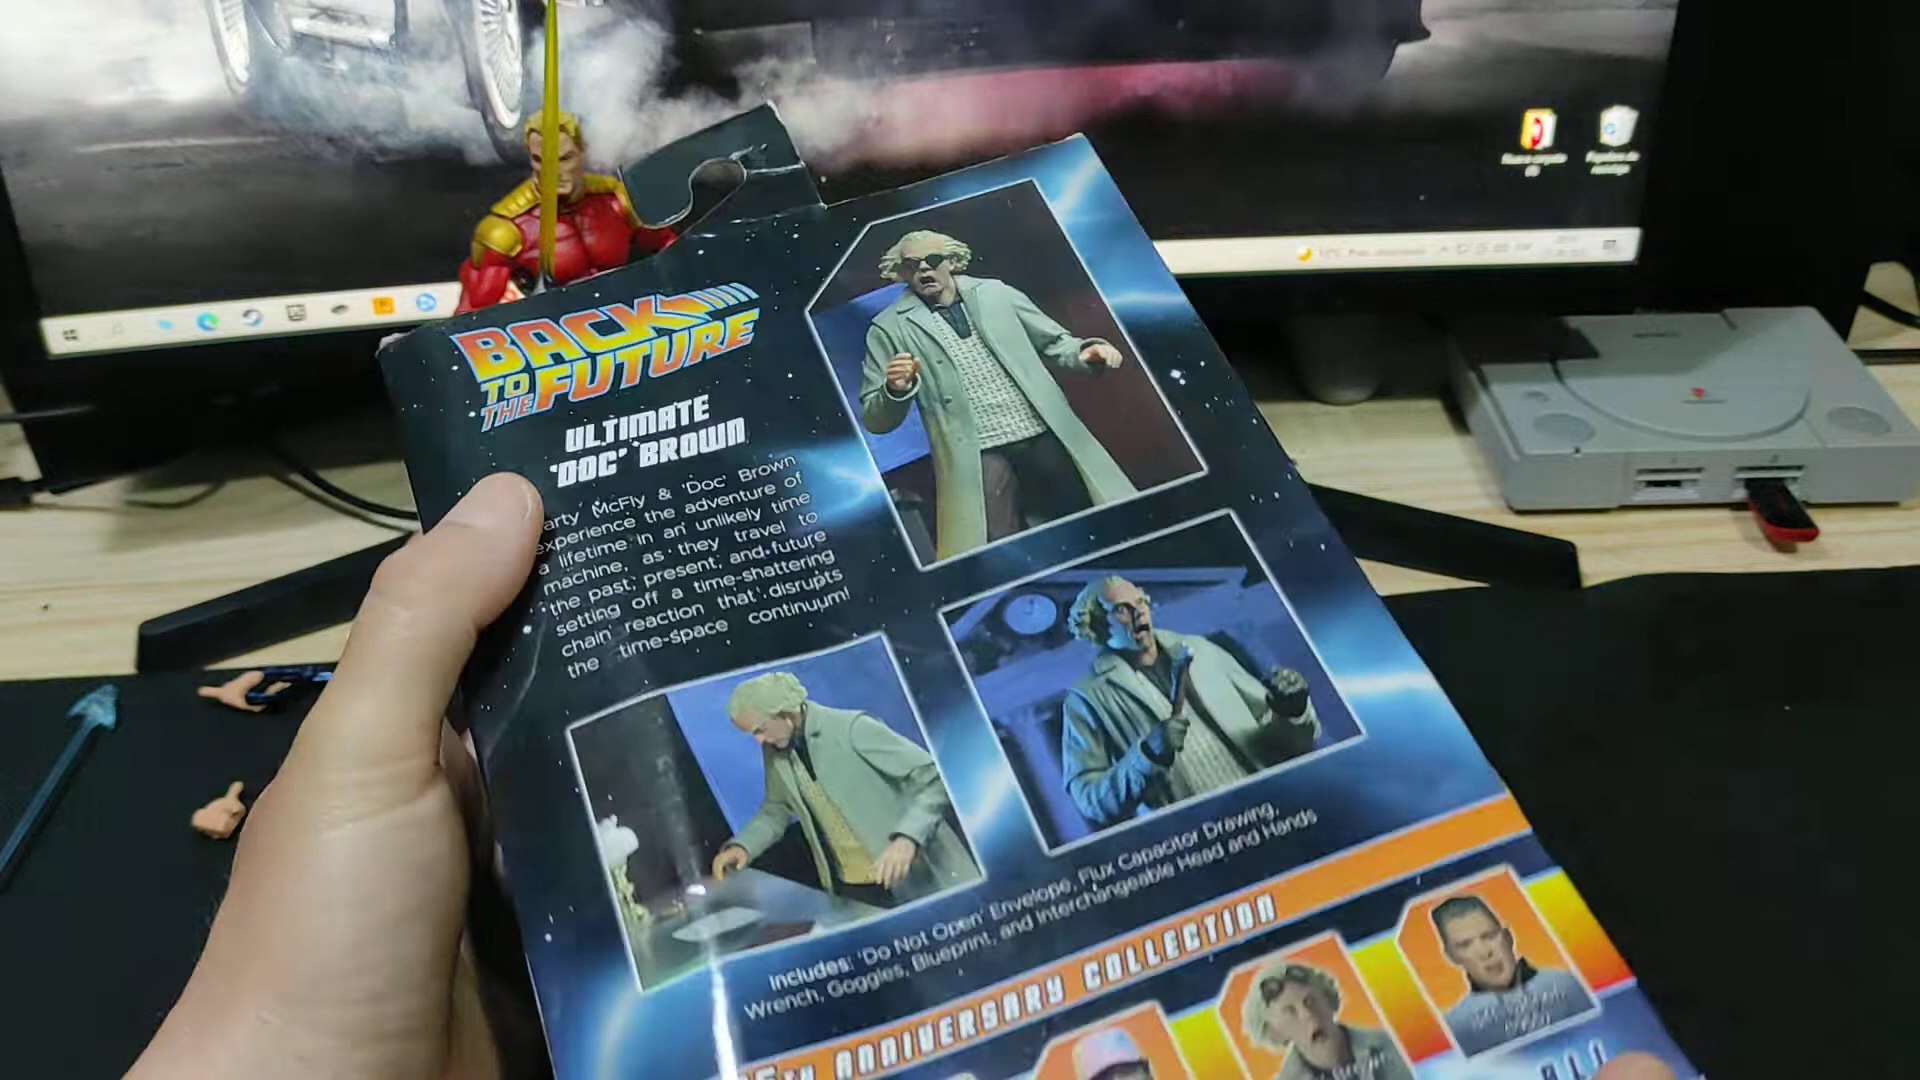 BACK
TO THE FUTURE
ULTIMATE
'DOC' BROWN
arty McFly & 'Doc' Brown
experience the adventure of
a lifetime in an unlikely time
machine, as they travel to
the past, present, and future
setting off a time-shattering
chain reaction that disrupts
the time-space continuum!
Includes: 'Do Not Open' Envelope, Flux Capacitor Drawing,
Wrench, Goggles, Blueprint, and Interchangeable Head and Hands
5TH ANNIVERSARY COLLECTION
ALL